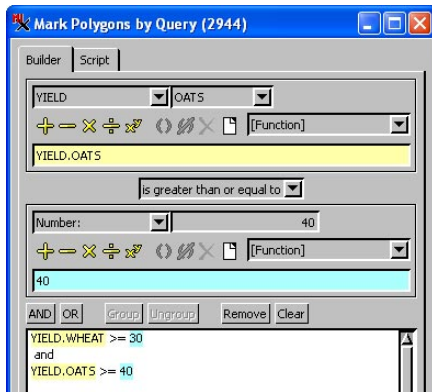 Mark Polygons by Query (2944)
Builder Script
YIELD OATS
[Function]
YIELD.OATS
is greater than or equal to
Number: 40
[Function]
40
AND OR Group Ungroup Remove Clear
YIELD.WHEAT >= 30
and
YIELD.OATS >= 40